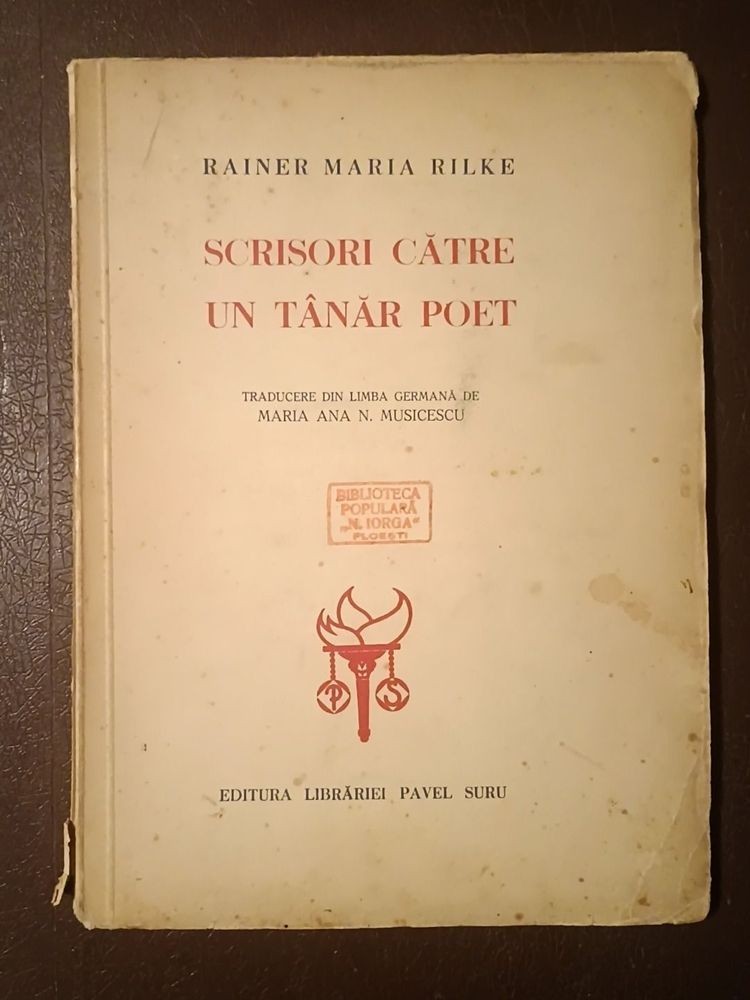 RAINER MARIA RILKE
SCRISORI CĂTRE
UN TÂNĂR POET
TRADUCERE DIN LIMBA GERMANĂ DE
MARIA ANA N. MUSICESCU
BIBLIOTECA
POPULARĂ
„N. IORGA“
PLOEȘTI
P S
EDITURA LIBRĂRIEI PAVEL SURU